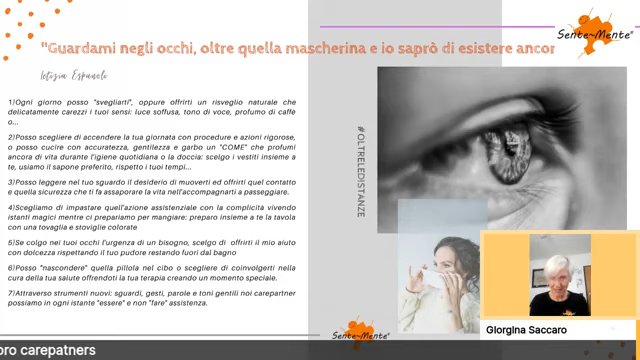 "Guardami negli occhi, oltre quella mascherina e io saprò di esistere ancor
Sente-Mente®
Letizia Espanoli
1)Ogni giorno posso "svegliarti", oppure offrirti un risveglio naturale che
delicatamente carezzi i tuoi sensi: luce soffusa, tono di voce, profumo di caffè
o...
2)Posso scegliere di accendere la tua giornata con procedure e azioni rigorose,
o posso cucire con accuratezza, gentilezza e garbo un "COME" che profumi
ancora di vita durante l'igiene quotidiana o la doccia: scelgo i vestiti insieme a
te, usiamo il sapone preferito, rispetto i tuoi tempi...
3)Posso leggere nel tuo sguardo il desiderio di muoverti ed offrirti quel contatto
e quella sicurezza che ti fa assaporare la vita nell'accompagnarti a passeggiare.
4)Scegliamo di impastare quell'azione assistenziale con la complicità vivendo
istanti magici mentre ci prepariamo per mangiare: preparo insieme a te la tavola
con una tovaglia e stoviglie colorate
5)Se colgo nei tuoi occhi l'urgenza di un bisogno, scelgo di offrirti il mio aiuto
con dolcezza rispettando il tuo pudore restando fuori dal bagno
6)Posso "nascondere" quella pillola nel cibo o scegliere di coinvolgerti nella
cura della tua salute offrendoti la tua terapia creando un momento speciale.
7)Attraverso strumenti nuovi: sguardi, gesti, parole e toni gentili noi carepartner
possiamo in ogni istante "essere" e non "fare" assistenza.
#OLTRELEDISTANZE
Sente-Mente®
Giorgina Saccaro
pro carepatners